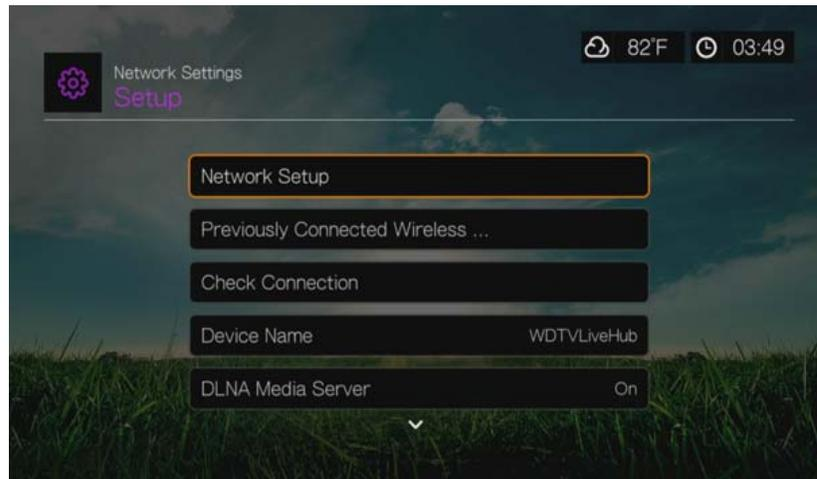 82°F 03:49
Network Settings
Setup
Network Setup
Previously Connected Wireless ...
Check Connection
Device Name WDTVLiveHub
DLNA Media Server On